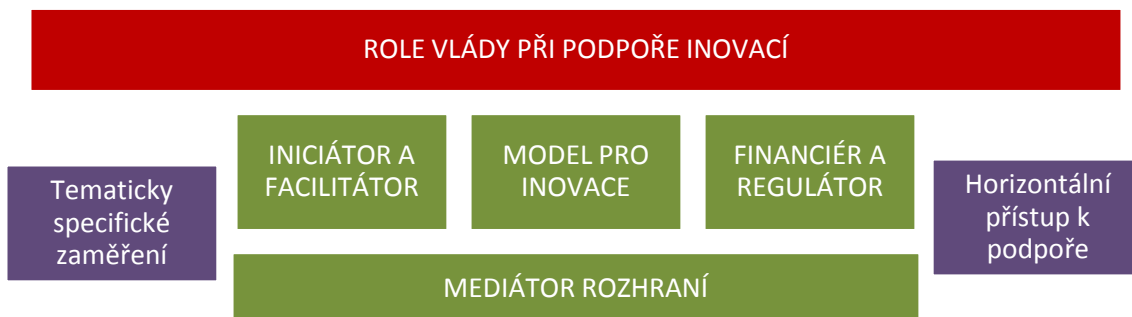 ROLE VLÁDY PŘI PODPOŘE INOVACÍ
INICIÁTOR A
FACILITÁTOR
MODEL PRO
INOVACE
FINANCIÉR A
REGULÁTOR
Tematicky
specifické
zaměření
Horizontální
přístup k
podpoře
MEDIÁTOR ROZHRANÍ